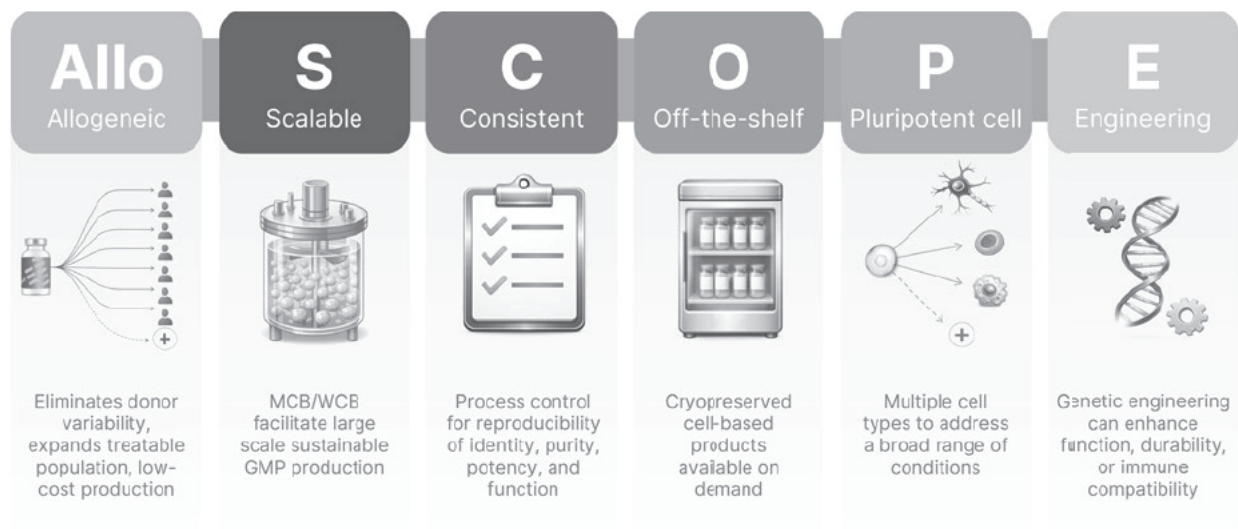 Allo
Allogeneic
S
Scalable
C
Consistent
O
Off-the-shelf
P
Pluripotent cell
E
Engineering
Eliminates donor
variability,
expands treatable
population, low-
cost production
MCB/WCB
facilitate large
scale sustainable
GMP production
Process control
for reproducibility
of identity, purity,
potency, and
function
Cryopreserved
cell-based
products
available on
demand
Multiple cell
types to address
a broad range of
conditions
Genetic engineering
can enhance
function, durability,
or immune
compatibility